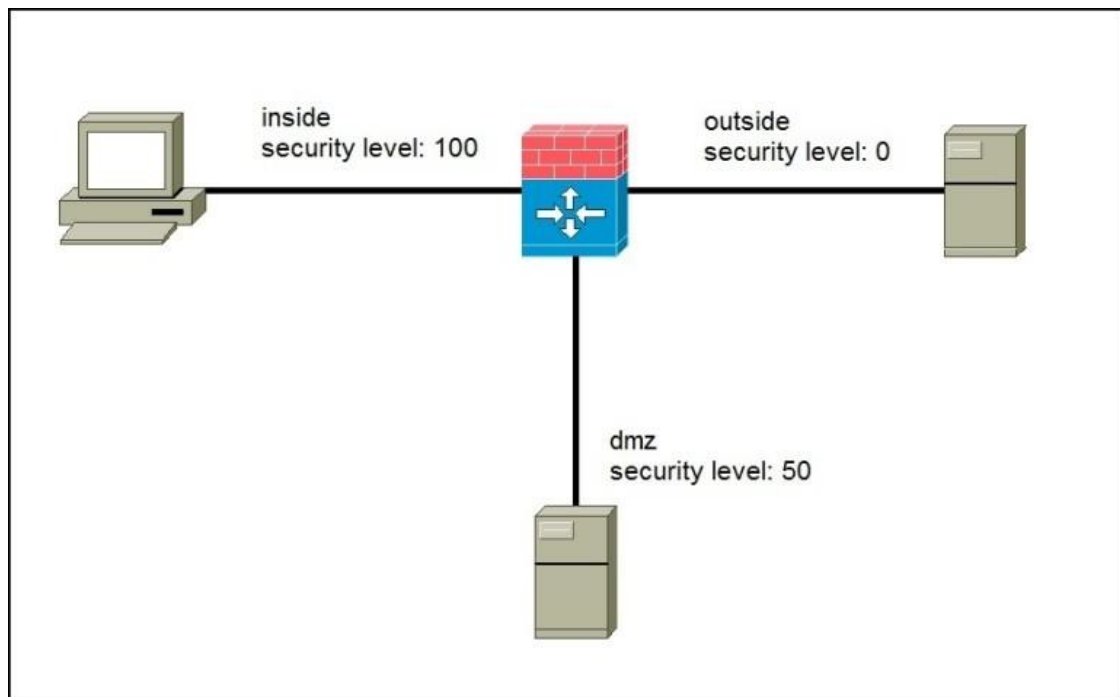 inside
security level: 100
outside
security level: 0
dmz
security level: 50